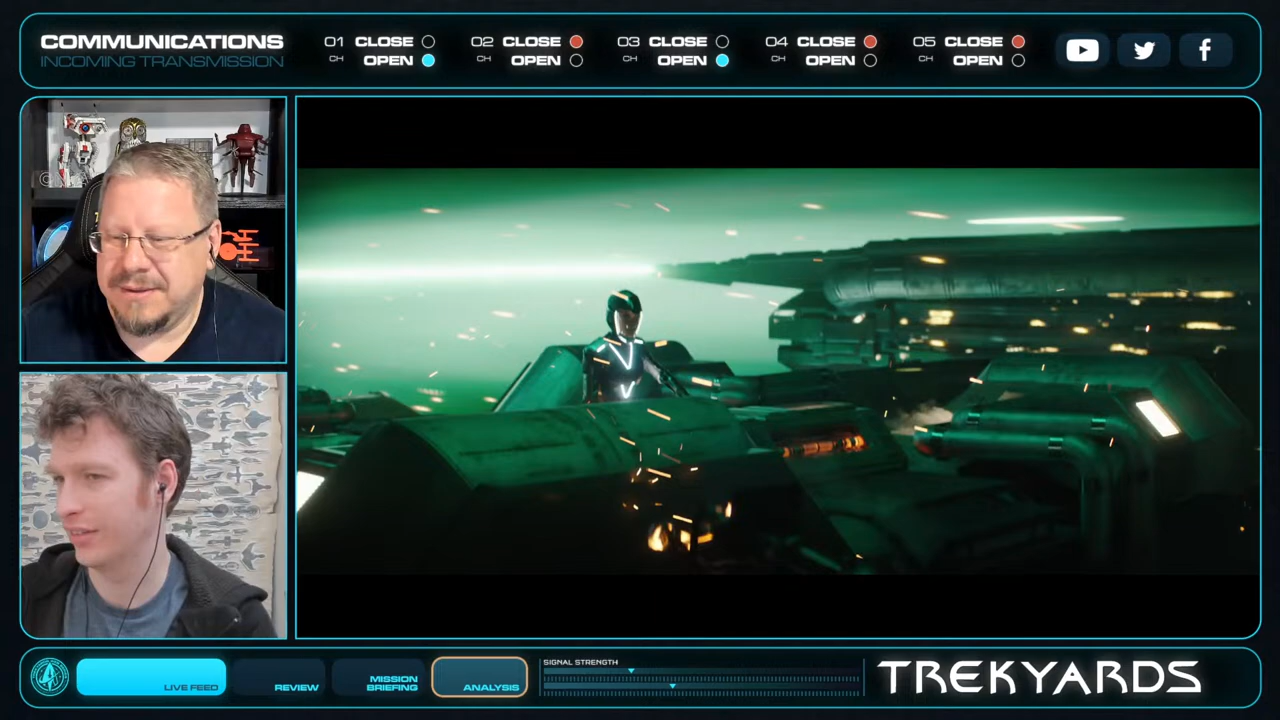 COMMUNICATIONS
INCOMING TRANSMISSION
01 CLOSE
CH OPEN
02 CLOSE
CH OPEN
03 CLOSE
CH OPEN
04 CLOSE
CH OPEN
05 CLOSE
CH OPEN
LIVE FEED
REVIEW
MISSION
BRIEFING
ANALYSIS
SIGNAL STRENGTH
TREKYARDS